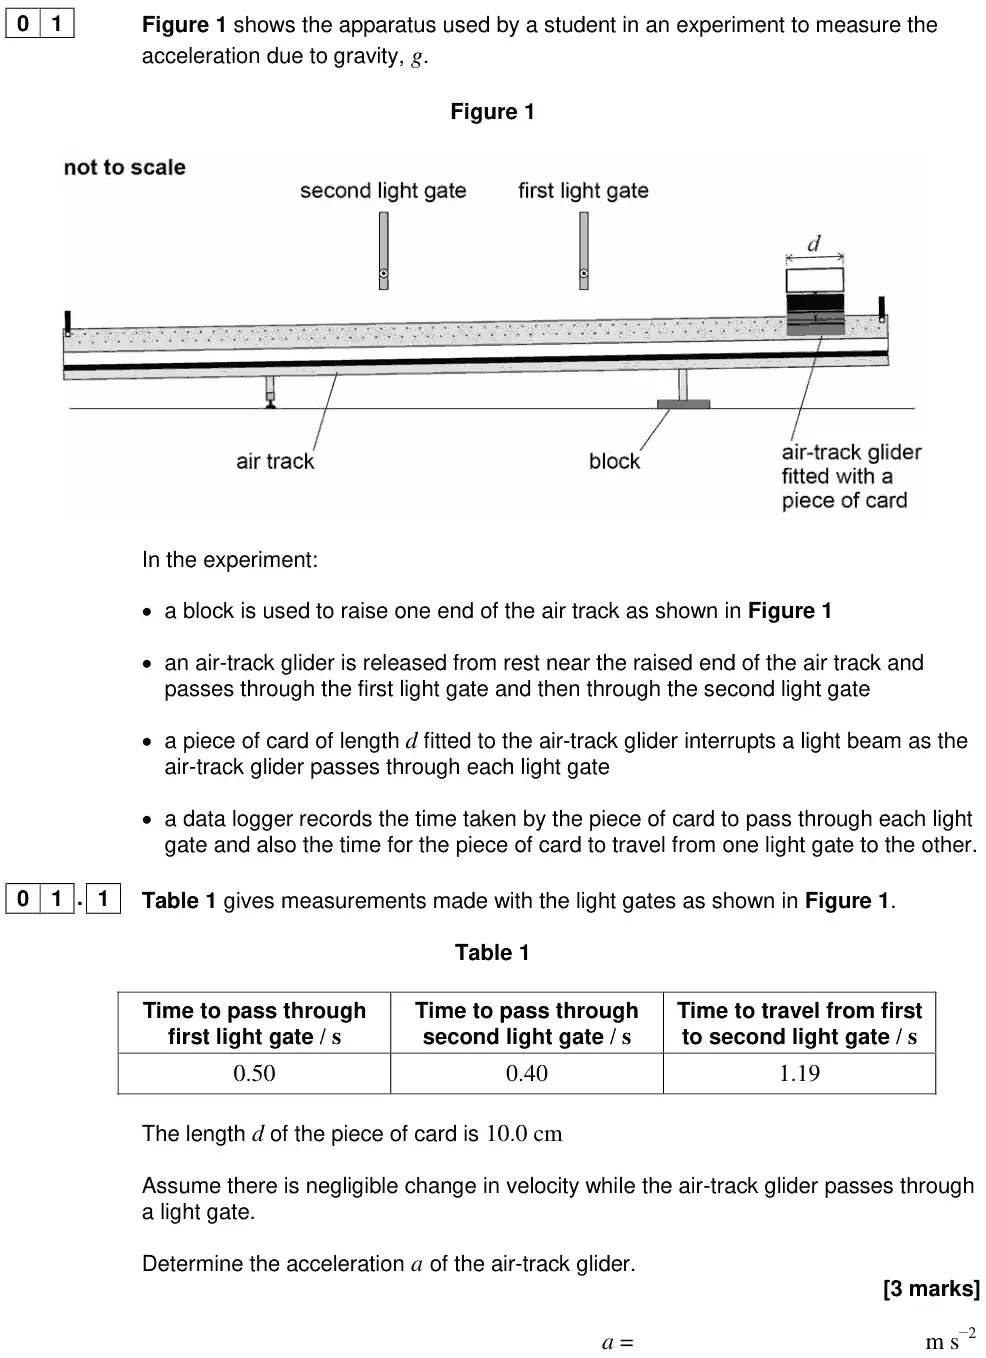 0 1 Figure 1 shows the apparatus used by a student in an experiment to measure the
acceleration due to gravity, g.
Figure 1
not to scale
second light gate first light gate
d
air track block air-track glider
fitted with a
piece of card
In the experiment:
• a block is used to raise one end of the air track as shown in Figure 1
• an air-track glider is released from rest near the raised end of the air track and
passes through the first light gate and then through the second light gate
• a piece of card of length d fitted to the air-track glider interrupts a light beam as the
air-track glider passes through each light gate
• a data logger records the time taken by the piece of card to pass through each light
gate and also the time for the piece of card to travel from one light gate to the other.
0 1 . 1 Table 1 gives measurements made with the light gates as shown in Figure 1.
Table 1
Time to pass through Time to pass through Time to travel from first
first light gate / s second light gate / s to second light gate / s
0.50 0.40 1.19
The length d of the piece of card is 10.0 cm
Assume there is negligible change in velocity while the air-track glider passes through
a light gate.
Determine the acceleration a of the air-track glider.
[3 marks]
a = m s⁻²